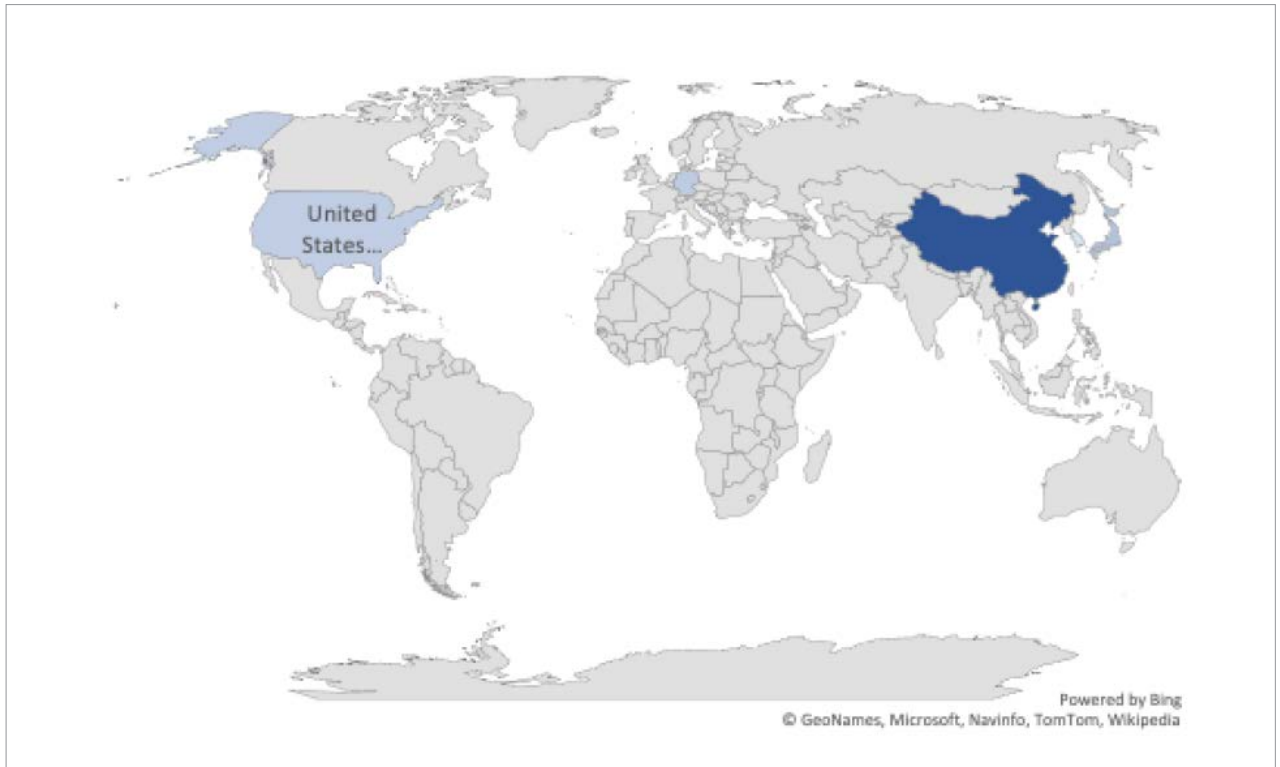 United
States...
Powered by Bing
© GeoNames, Microsoft, Navinfo, TomTom, Wikipedia